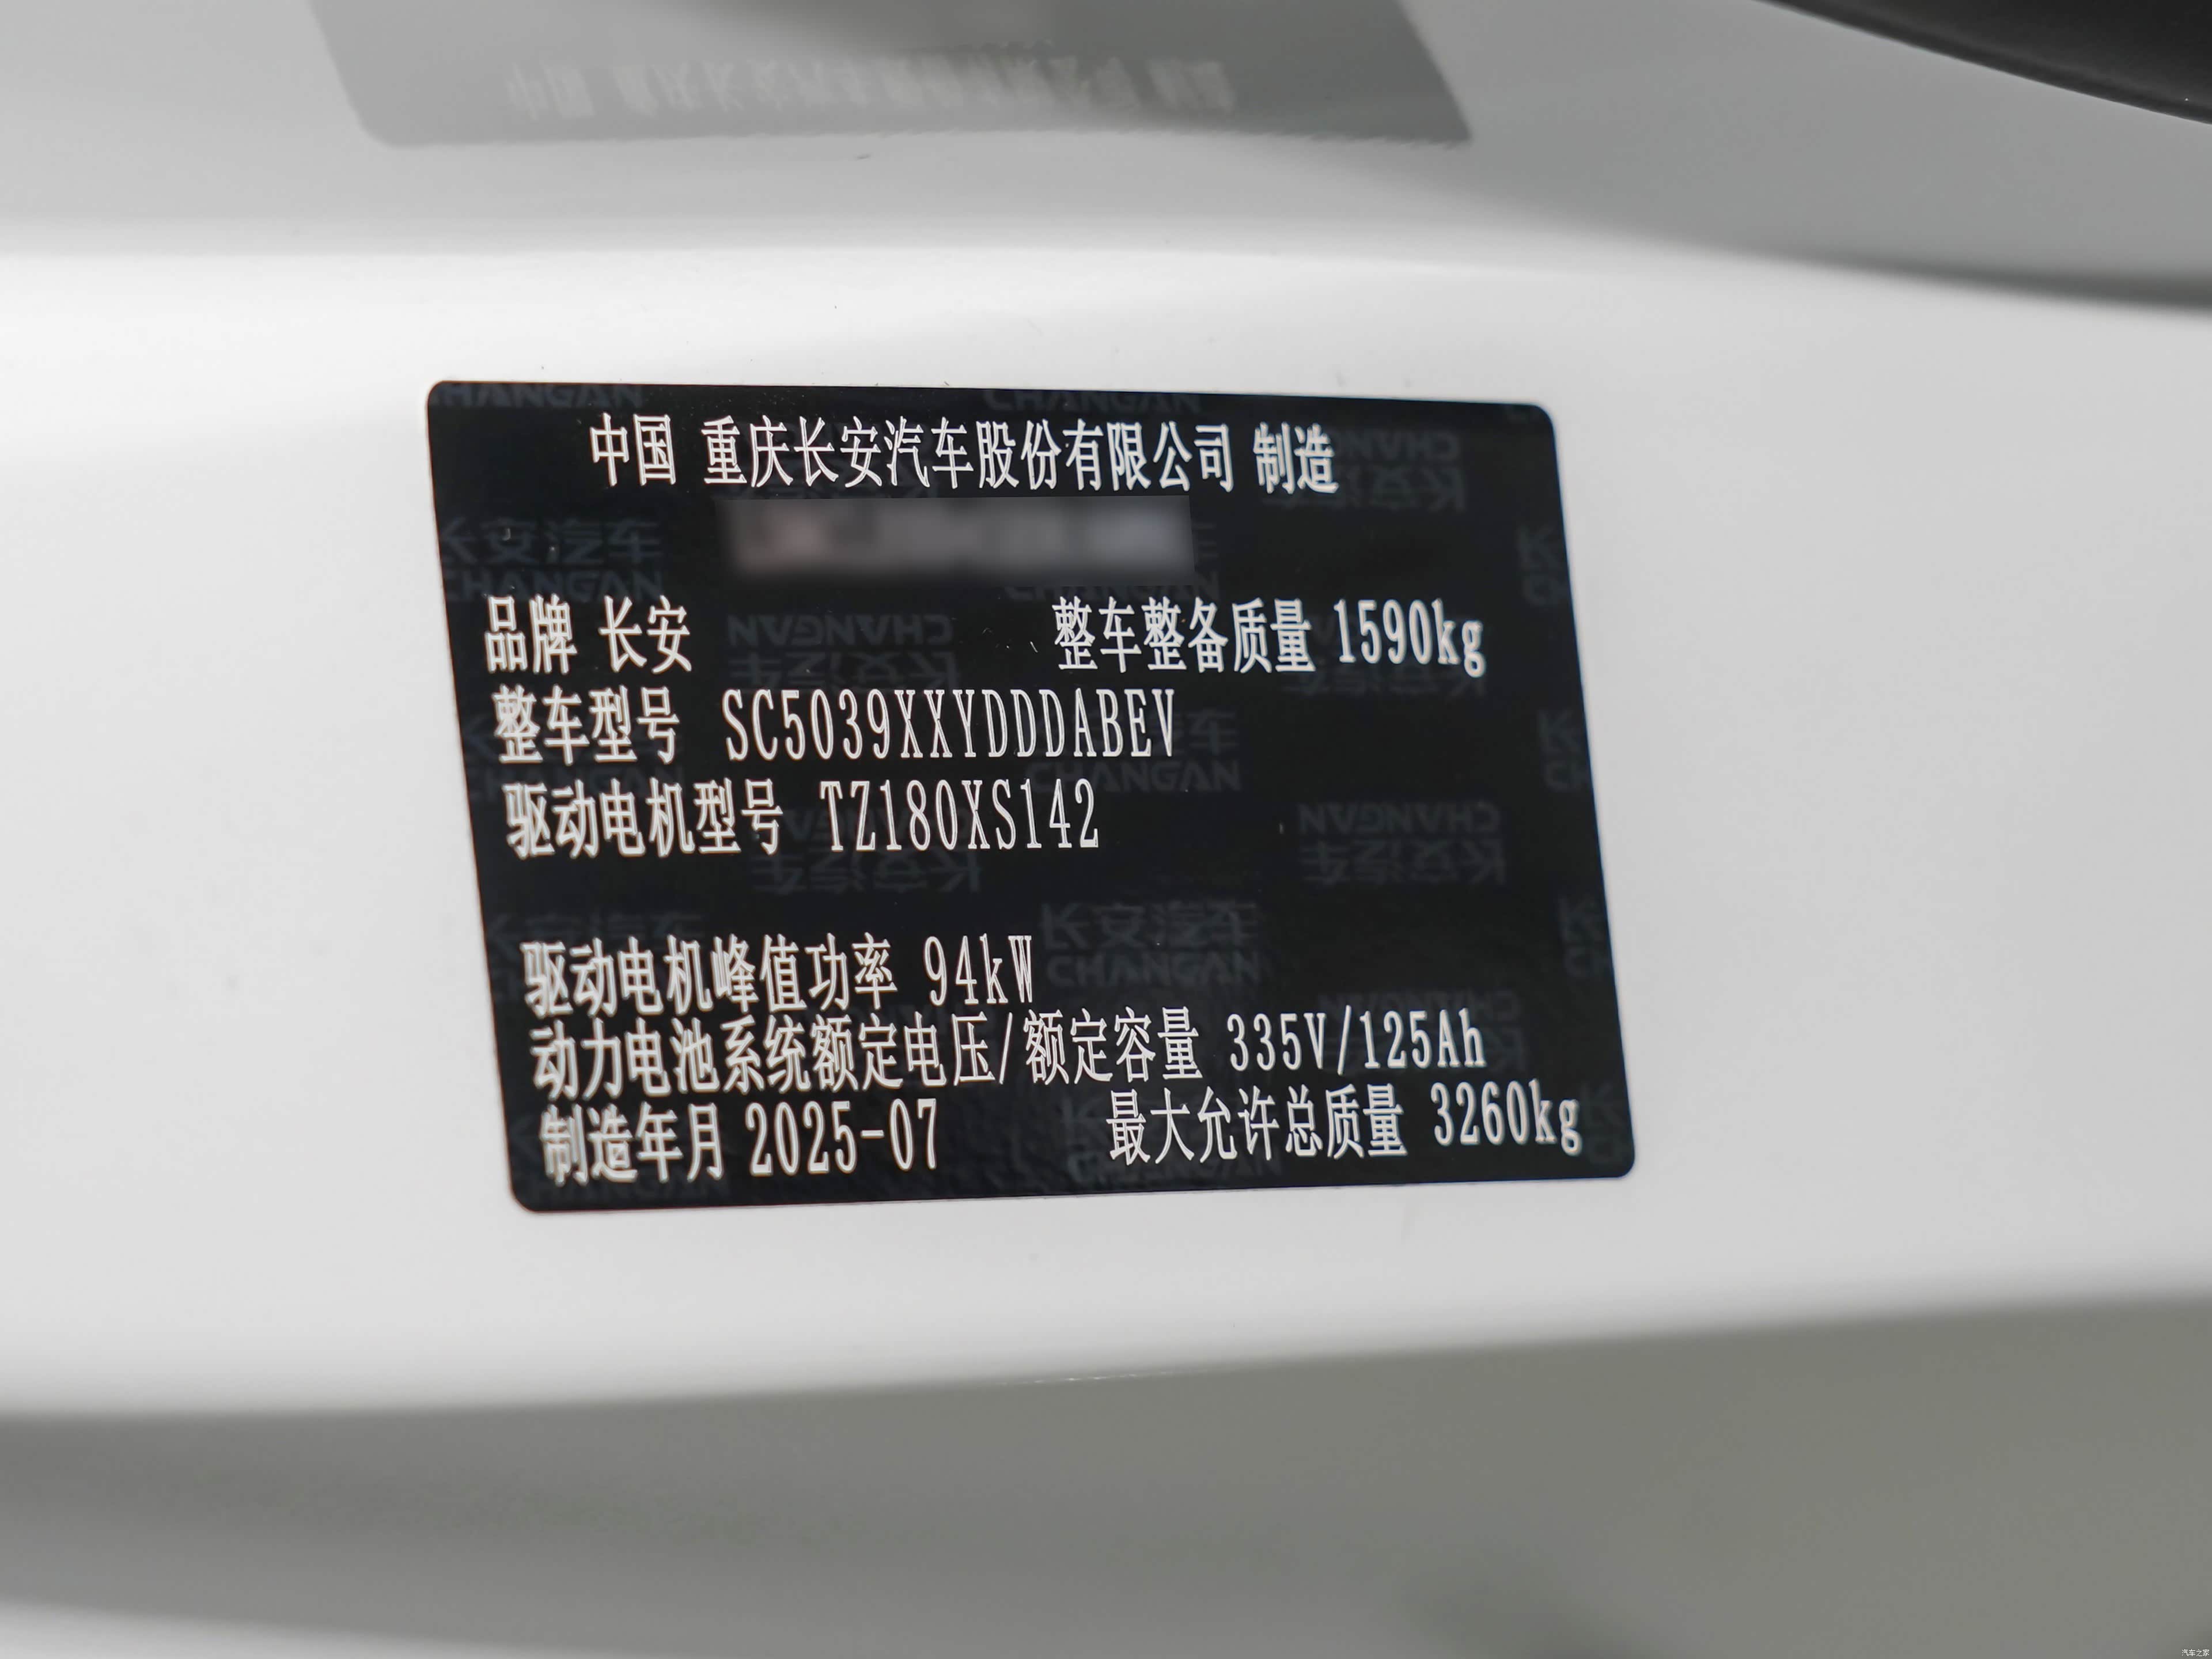 中国 重庆长安汽车股份有限公司 制造
品牌 长安 整车整备质量 1590kg
整车型号 SC5039XXYDDDABEV
驱动电机型号 TZ180XS142
驱动电机峰值功率 94kW
动力电池系统额定电压/额定容量 335V/125Ah
制造年月 2025-07 最大允许总质量 3260kg
汽车之家